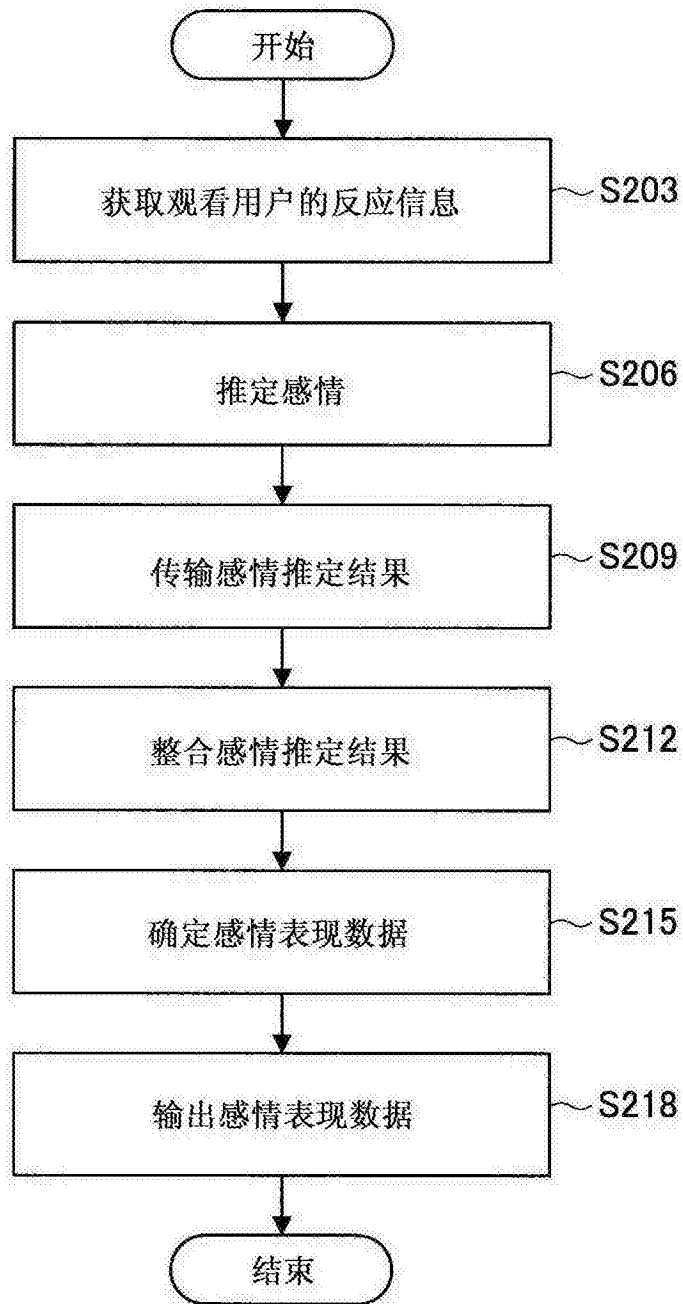 开始
获取观看用户的反应信息
S203
推定感情
S206
传输感情推定结果
S209
整合感情推定结果
S212
确定感情表现数据
S215
输出感情表现数据
S218
结束